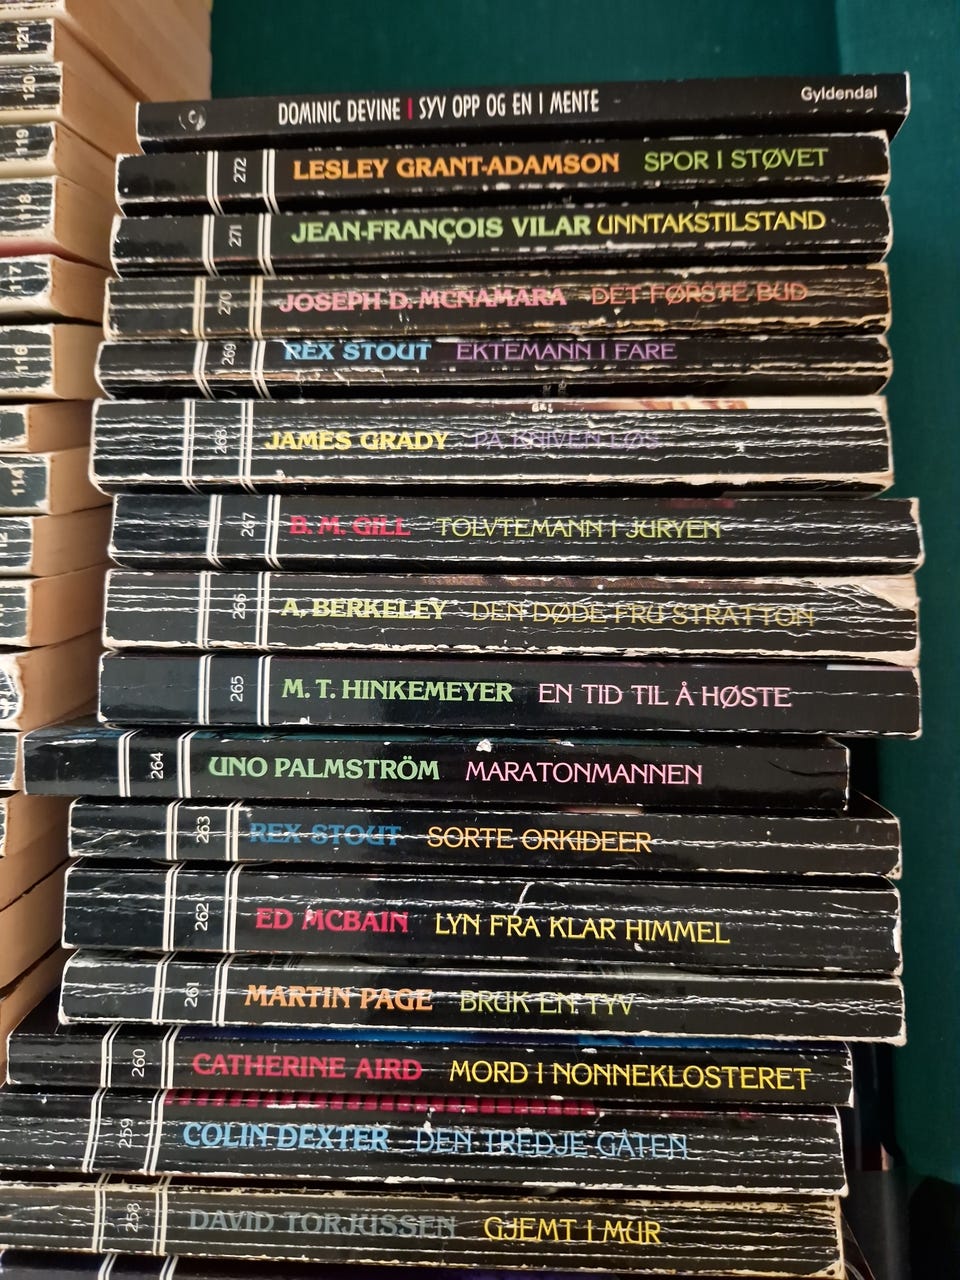 121
120
119
118
117
116
114
DOMINIC DEVINE | SYV OPP OG EN I MENTE Gyldendal
272 LESLEY GRANT-ADAMSON SPOR I STØVET
271 JEAN-FRANÇOIS VILAR UNNTAKSTILSTAND
270 JOSEPH D. MCNAMARA DET FØRSTE BUD
269 REX STOUT EKTEMANN I FARE
268 JAMES GRADY PÅ KNIVEN LØS
267 B. M. GILL TOLVTEMANN I JURYEN
266 A. BERKELEY DEN DØDE FRU STRATTON
265 M. T. HINKEMEYER EN TID TIL Å HØSTE
264 UNO PALMSTRÖM MARATONMANNEN
263 REX STOUT SORTE ORKIDEER
262 ED MCBAIN LYN FRA KLAR HIMMEL
261 MARTIN PAGE BRUK EN TYV
260 CATHERINE AIRD MORD I NONNEKLOSTERET
259 COLIN DEXTER DEN TREDJE GÅTEN
258 DAVID TORJUSSEN GJEMT I MUR